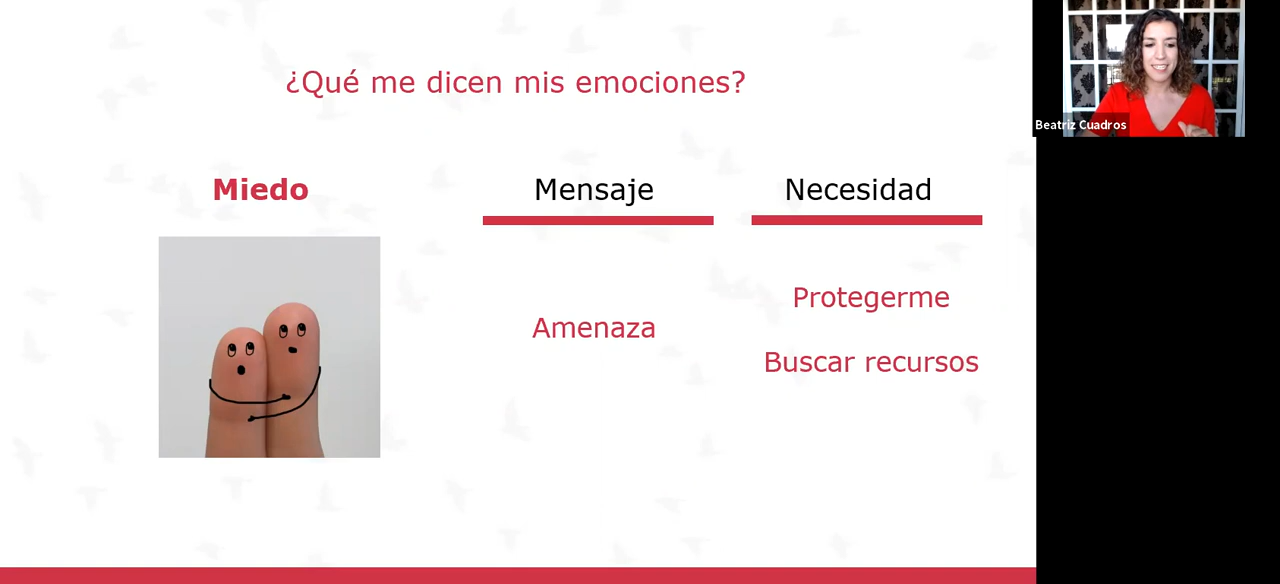 ¿Qué me dicen mis emociones?
Miedo
Mensaje
Necesidad
Amenaza
Protegerme
Buscar recursos
Beatriz Cuadros